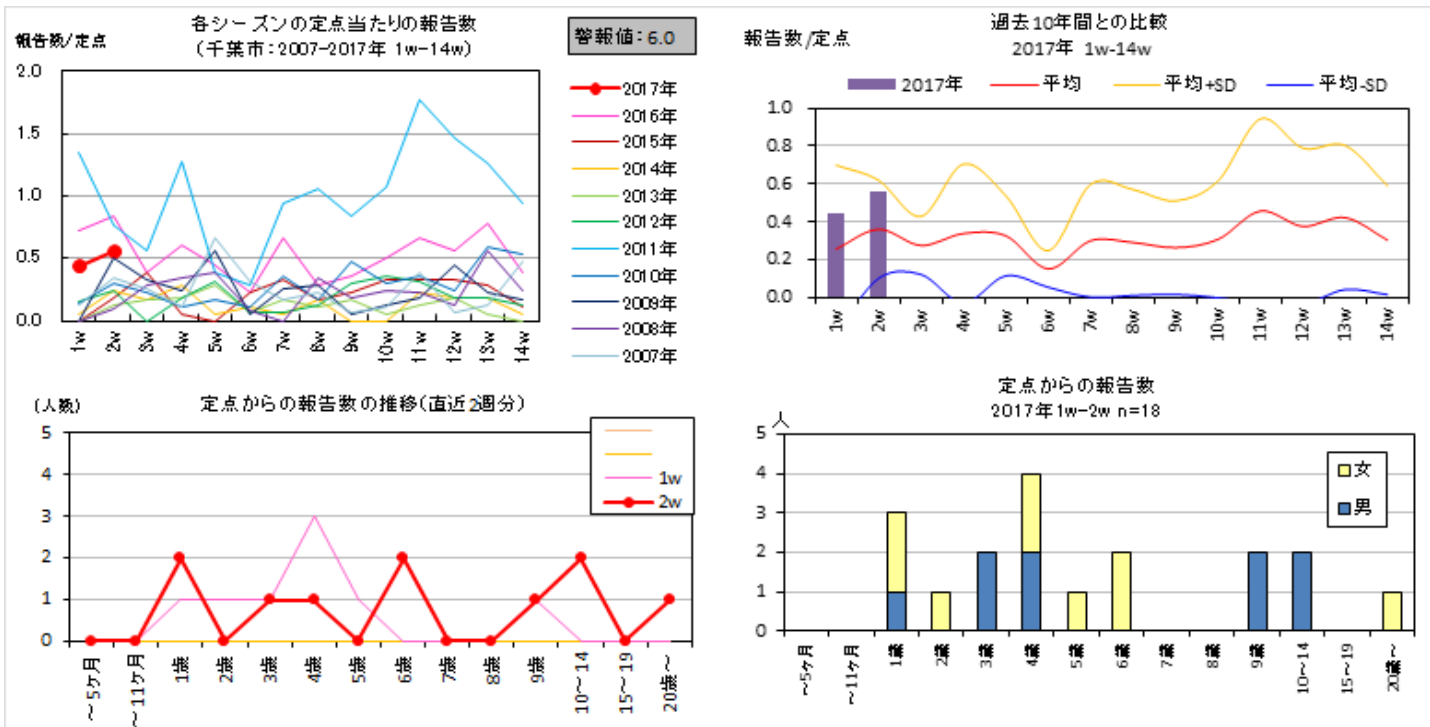 各シーズンの定点当たりの報告数
(千葉市:2007-2017年 1w-14w)
報告数/定点
警報値:6.0
2.0
1.5
1.0
0.5
0.0
1w
2w
3w
4w
5w
6w
7w
8w
9w
10w
11w
12w
13w
14w
2017年
2016年
2015年
2014年
2013年
2012年
2011年
2010年
2009年
2008年
2007年
過去10年間との比較
2017年 1w-14w
報告数/定点
2017年
平均
平均+SD
平均-SD
1.0
0.8
0.6
0.4
0.2
0.0
1w
2w
3w
4w
5w
6w
7w
8w
9w
10w
11w
12w
13w
14w
(人数)
定点からの報告数の推移(直近2週分)
5
4
3
2
1
0
1w
2w
~5ヶ月
~11ヶ月
1歳
2歳
3歳
4歳
5歳
6歳
7歳
8歳
9歳
10~14
15~19
20歳~
定点からの報告数
2017年1w-2w n=18
人
5
4
3
2
1
0
女
男
~5ヶ月
~11ヶ月
1歳
2歳
3歳
4歳
5歳
6歳
7歳
8歳
9歳
10~14
15~19
20歳~